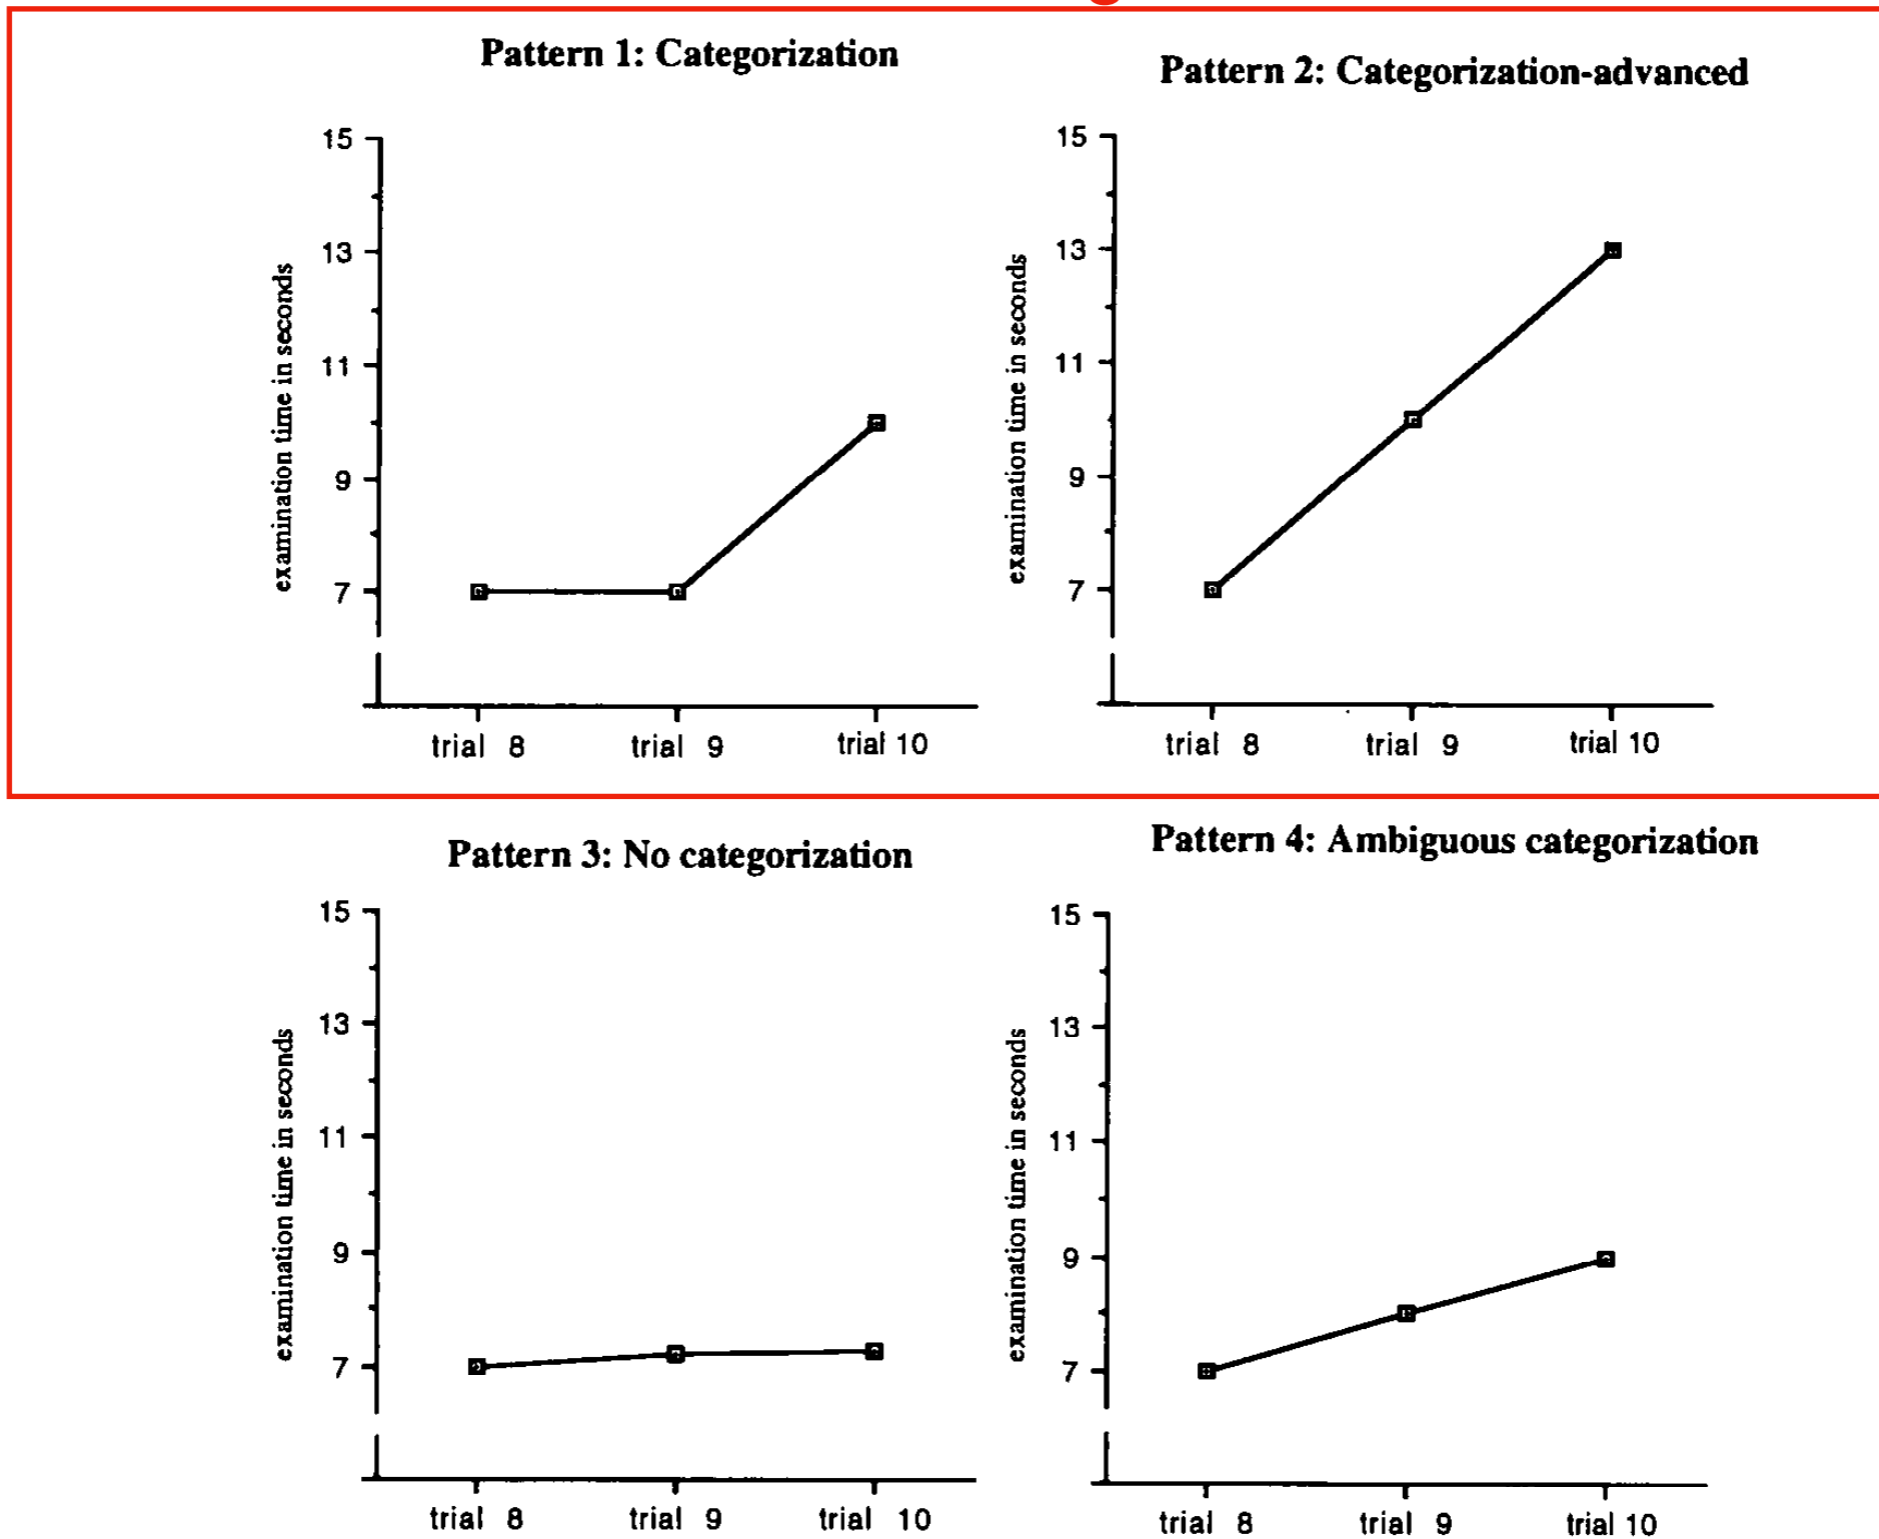 Pattern 1: Categorization
15
13
11
9
7
examination time in seconds
trial 8
trial 9
trial 10
Pattern 2: Categorization-advanced
15
13
11
9
7
examination time in seconds
trial 8
trial 9
trial 10
Pattern 3: No categorization
15
13
11
9
7
examination time in seconds
trial 8
trial 9
trial 10
Pattern 4: Ambiguous categorization
15
13
11
9
7
examination time in seconds
trial 8
trial 9
trial 10